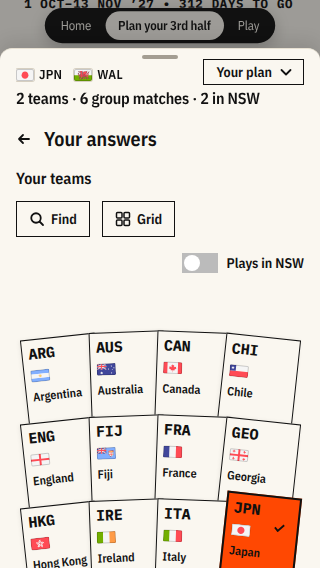 1 OCT–13 NOV ’27 • 312 DAYS TO GO
Home Plan your 3rd half Play
JPN WAL Your plan
2 teams · 6 group matches · 2 in NSW
Your answers
Your teams
Find Grid
Plays in NSW
ARG AUS CAN CHI
Argentina Australia Canada Chile
ENG FIJ FRA GEO
England Fiji France Georgia
HKG IRE ITA JPN
Hong Kong Ireland Italy Japan